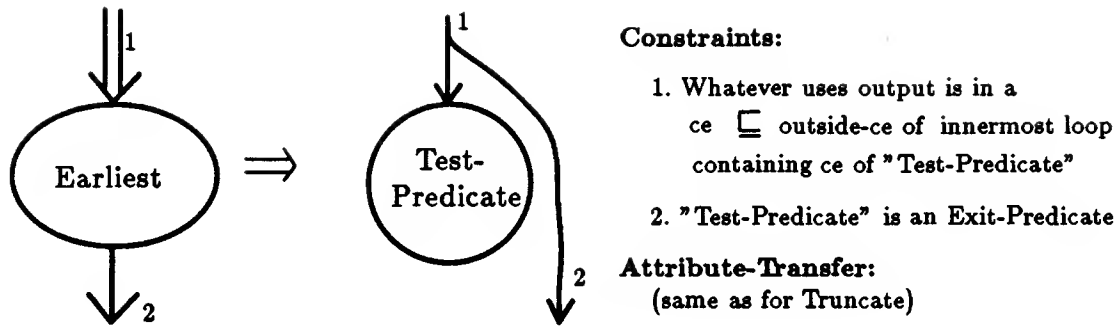 1
Earliest
2
1
Test-
Predicate
2
Constraints:
1. Whatever uses output is in a
ce ⊑ outside-ce of innermost loop
containing ce of "Test-Predicate"
2. "Test-Predicate" is an Exit-Predicate
Attribute-Transfer:
(same as for Truncate)